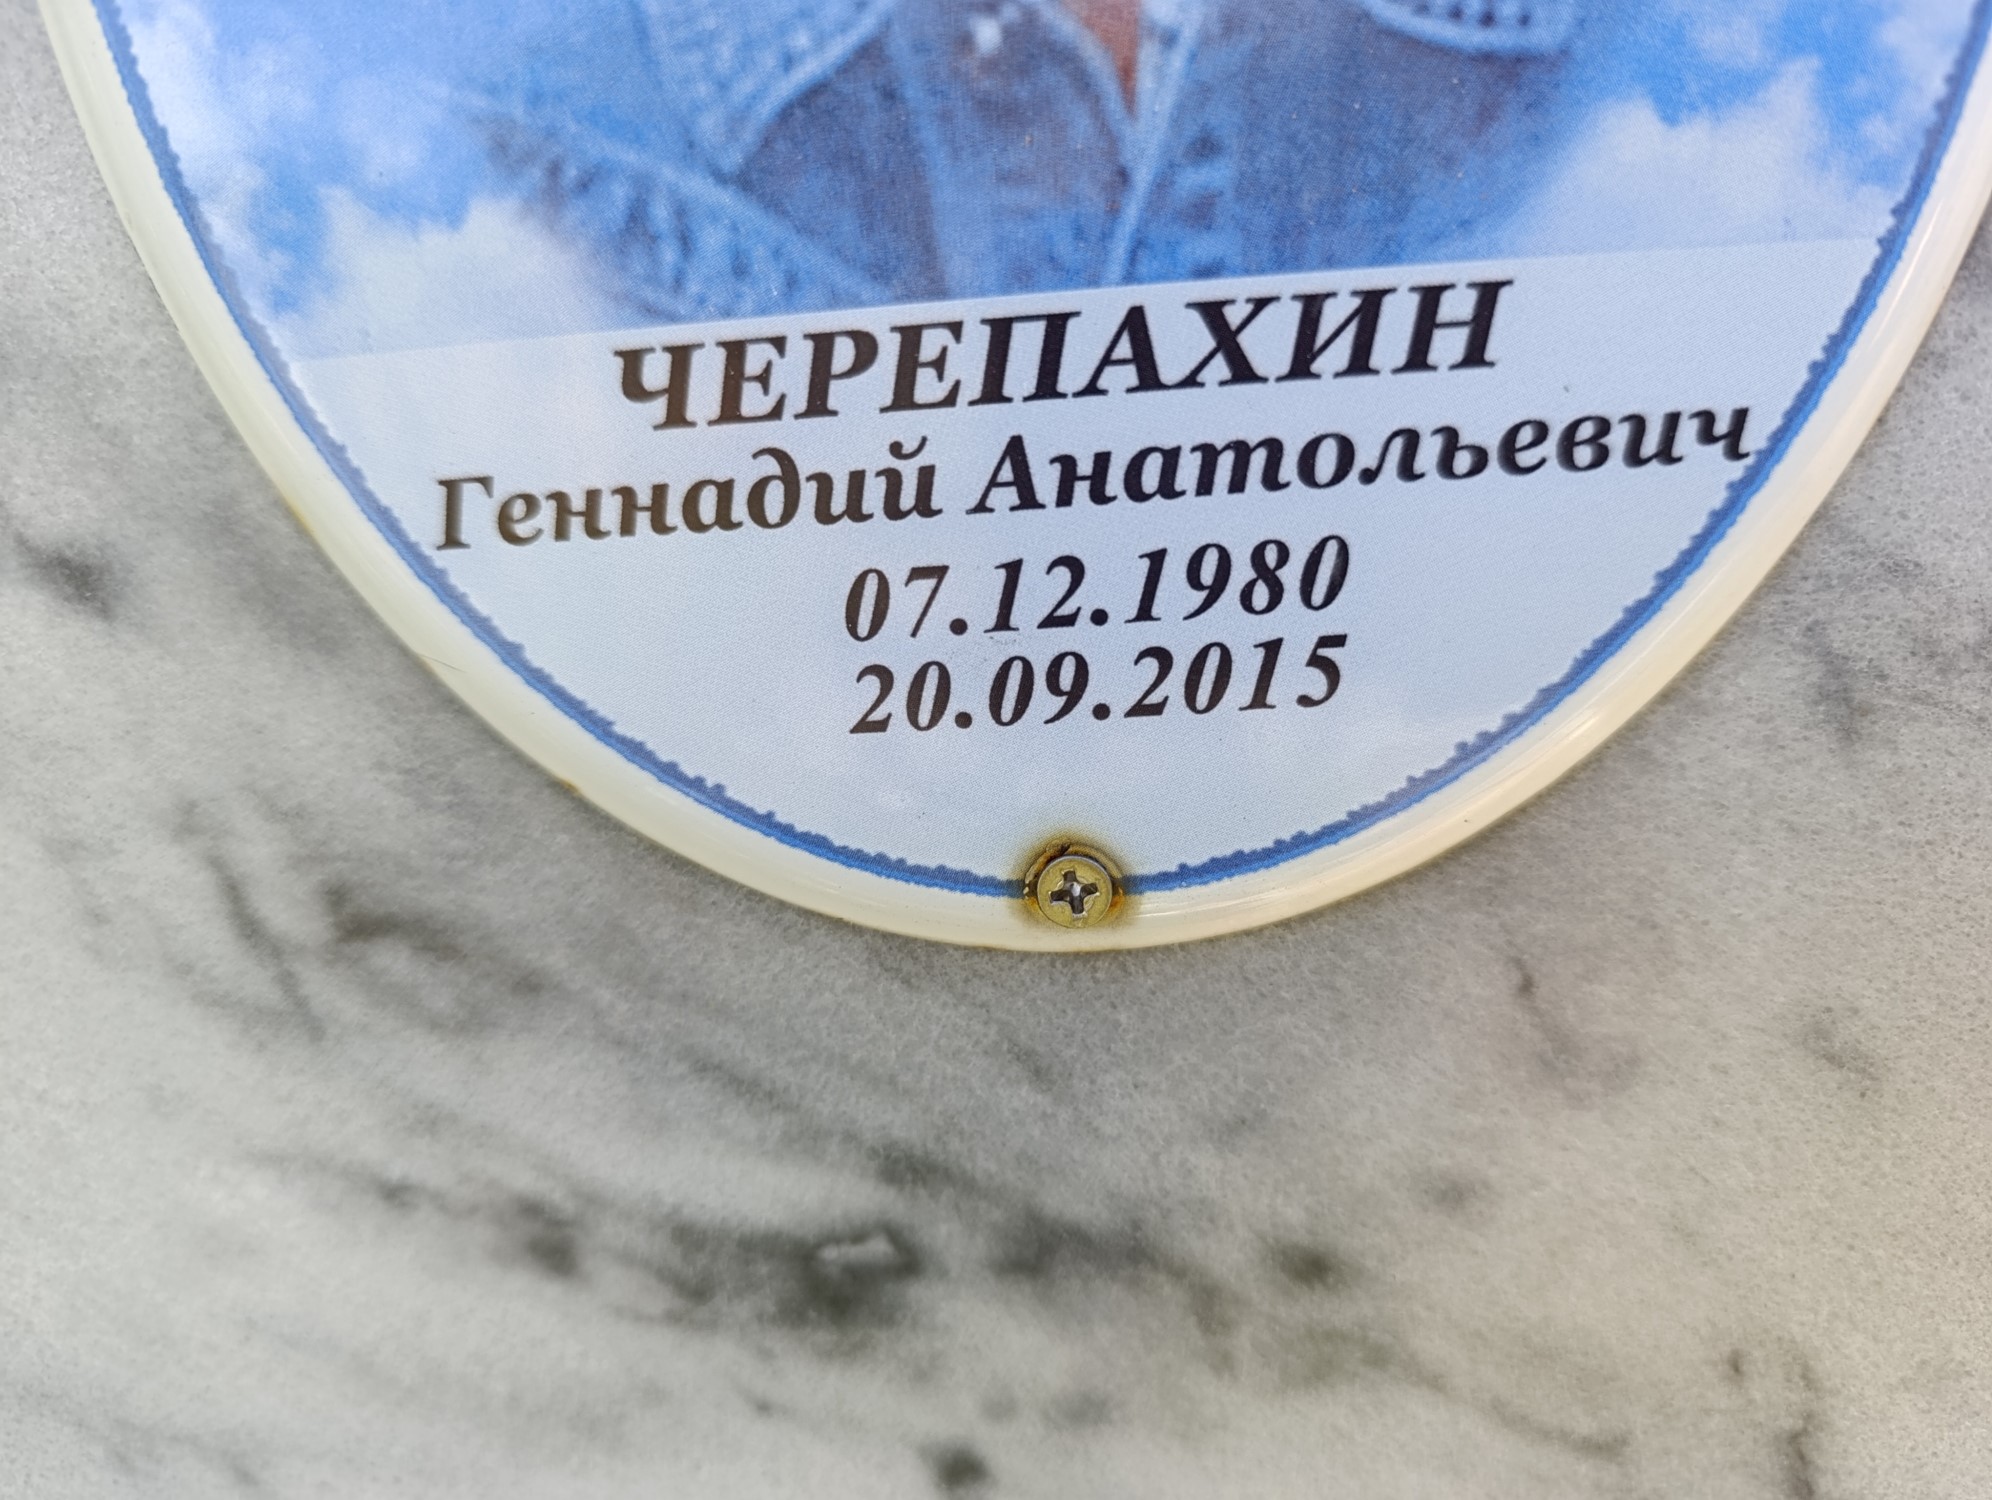 ЧЕРЕПАХИН
Геннадий Анатольевич
07.12.1980
20.09.2015